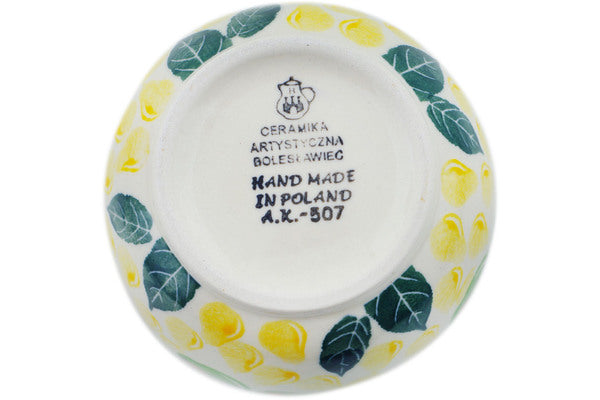 H
CERAMIKA
ARTYSTYCZNA
BOLESŁAWIEC
HAND MADE
IN POLAND
A.K.-507